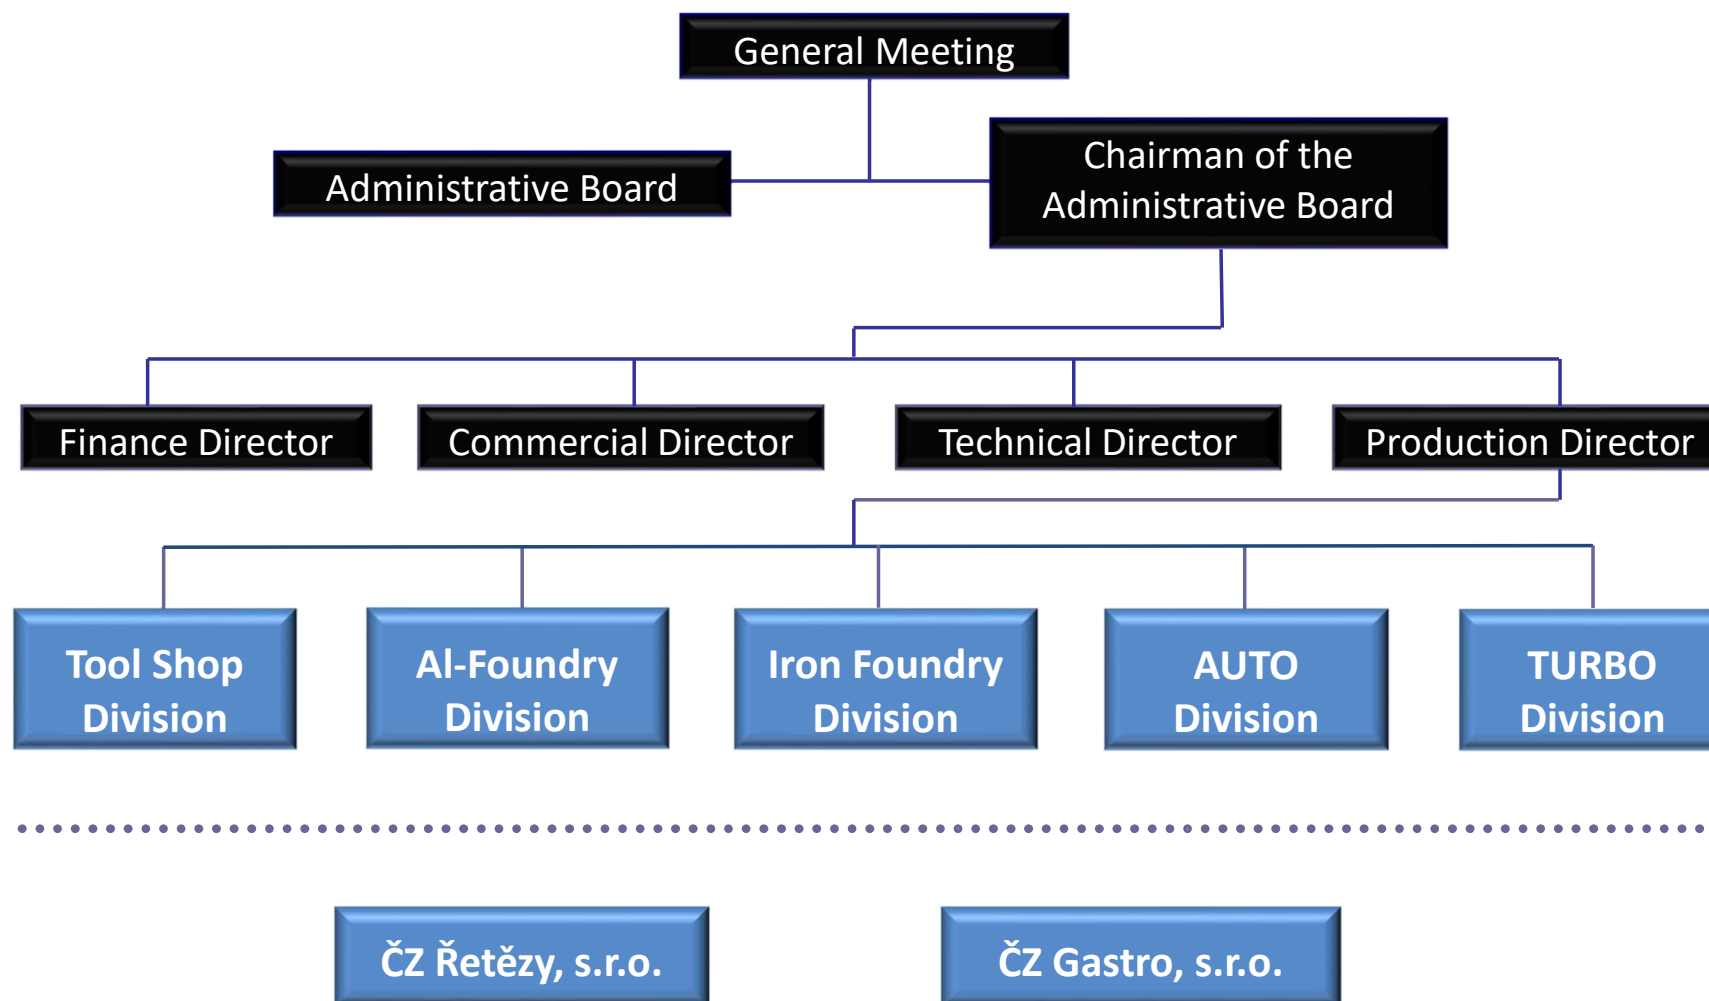 General Meeting
Administrative Board
Chairman of the
Administrative Board
Finance Director
Commercial Director
Technical Director
Production Director
Tool Shop
Division
Al-Foundry
Division
Iron Foundry
Division
AUTO
Division
TURBO
Division
ČZ Řetězy, s.r.o.
ČZ Gastro, s.r.o.